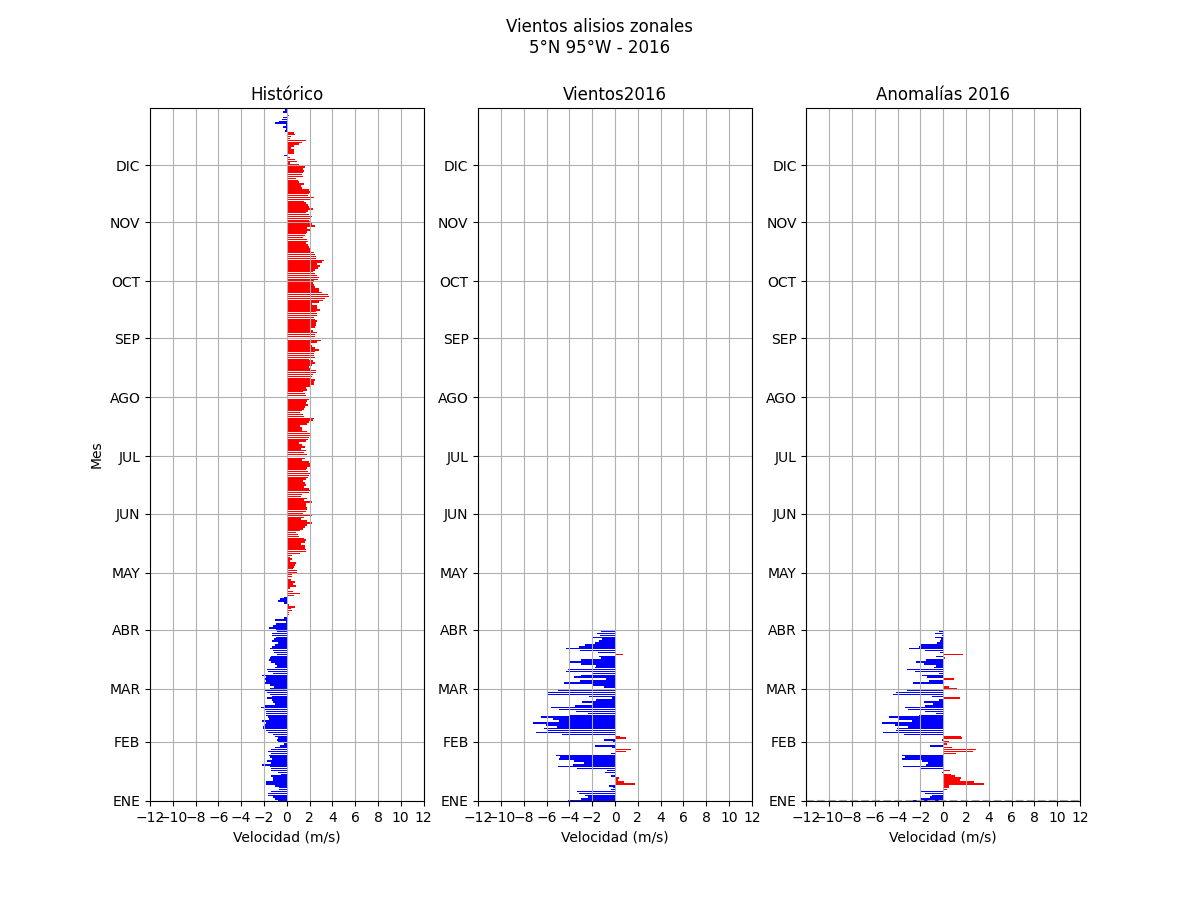 Vientos alisios zonales
5°N 95°W - 2016
Histórico
Vientos2016
Anomalías 2016
Mes
DIC
NOV
OCT
SEP
AGO
JUL
JUN
MAY
ABR
MAR
FEB
ENE
−12 −10 −8 −6 −4 −2 0 2 4 6 8 10 12
Velocidad (m/s)
DIC
NOV
OCT
SEP
AGO
JUL
JUN
MAY
ABR
MAR
FEB
ENE
−12 −10 −8 −6 −4 −2 0 2 4 6 8 10 12
Velocidad (m/s)
DIC
NOV
OCT
SEP
AGO
JUL
JUN
MAY
ABR
MAR
FEB
ENE
−12 −10 −8 −6 −4 −2 0 2 4 6 8 10 12
Velocidad (m/s)